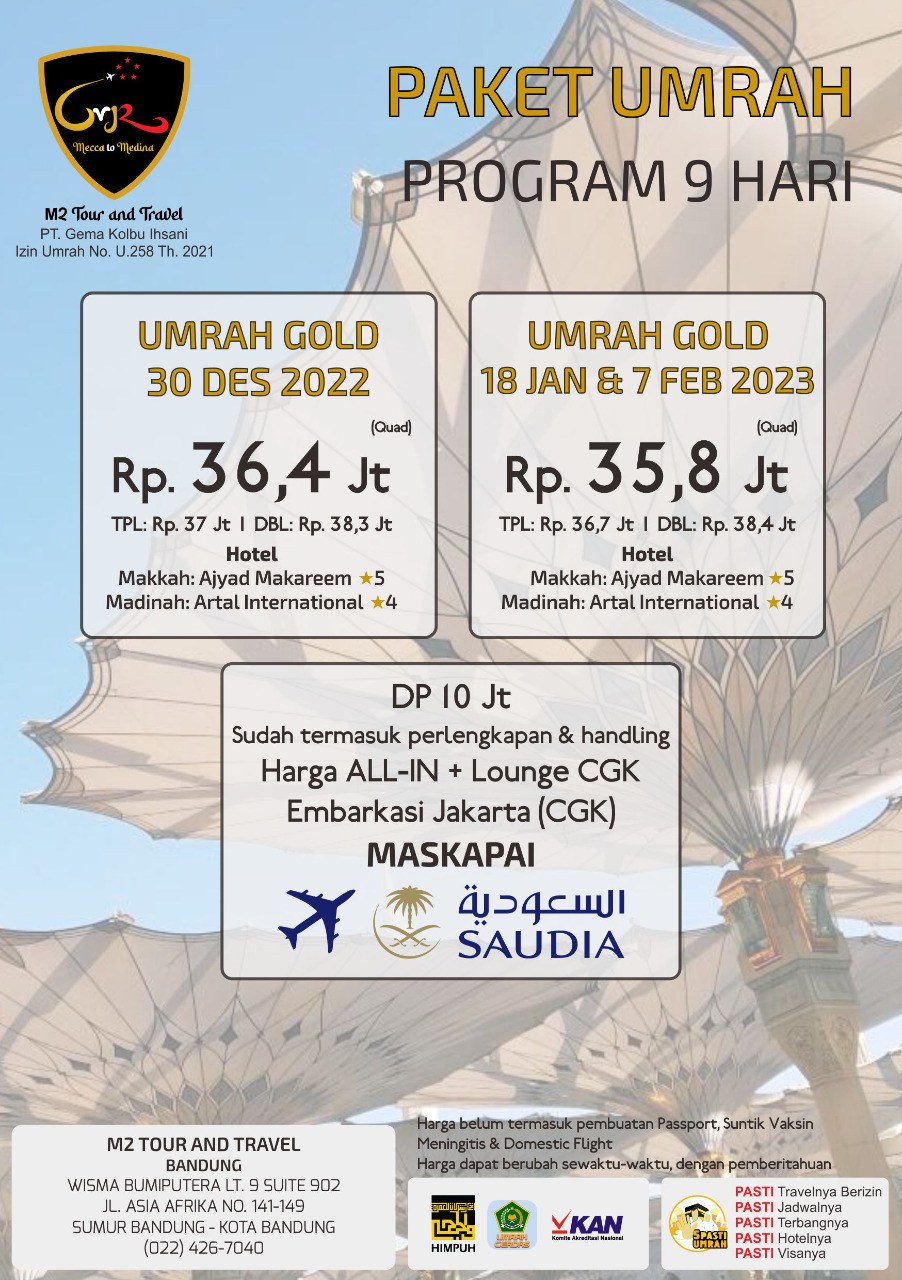 Mecca to Medina
M2 Tour and Travel
PT. Gema Kolbu Ihsani
Izin Umrah No. U.258 Th. 2021
PAKET UMRAH
PROGRAM 9 HARI
UMRAH GOLD
30 DES 2022
(Quad)
Rp. 36,4 Jt
TPL: Rp. 37 Jt I DBL: Rp. 38,3 Jt
Hotel
Makkah: Ajyad Makareem ★5
Madinah: Artal International ★4
UMRAH GOLD
18 JAN & 7 FEB 2023
(Quad)
Rp. 35,8 Jt
TPL: Rp. 36,7 Jt I DBL: Rp. 38,4 Jt
Hotel
Makkah: Ajyad Makareem ★5
Madinah: Artal International ★4
DP 10 Jt
Sudah termasuk perlengkapan & handling
Harga ALL-IN + Lounge CGK
Embarkasi Jakarta (CGK)
MASKAPAI
السعودية
SAUDIA
M2 TOUR AND TRAVEL
BANDUNG
WISMA BUMIPUTERA LT. 9 SUITE 902
JL. ASIA AFRIKA NO. 141-149
SUMUR BANDUNG - KOTA BANDUNG
(022) 426-7040
Harga belum termasuk pembuatan Passport, Suntik Vaksin
Meningitis & Domestic Flight
Harga dapat berubah sewaktu-waktu, dengan pemberitahuan
HIMPUH
UMRAH
CERDAS
KAN
Komite Akreditasi Nasional
5 PASTI
UMRAH
PASTI Travelnya Berizin
PASTI Jadwalnya
PASTI Terbangnya
PASTI Hotelnya
PASTI Visanya